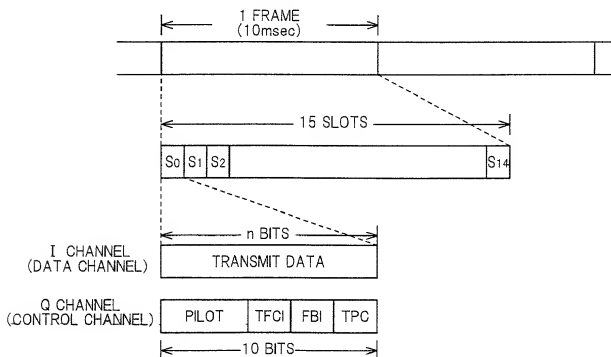 1 FRAME
(10msec)
15 SLOTS
S0 S1 S2 S14
n BITS
I CHANNEL
(DATA CHANNEL)
TRANSMIT DATA
Q CHANNEL
(CONTROL CHANNEL)
PILOT TFCI FBI TPC
10 BITS